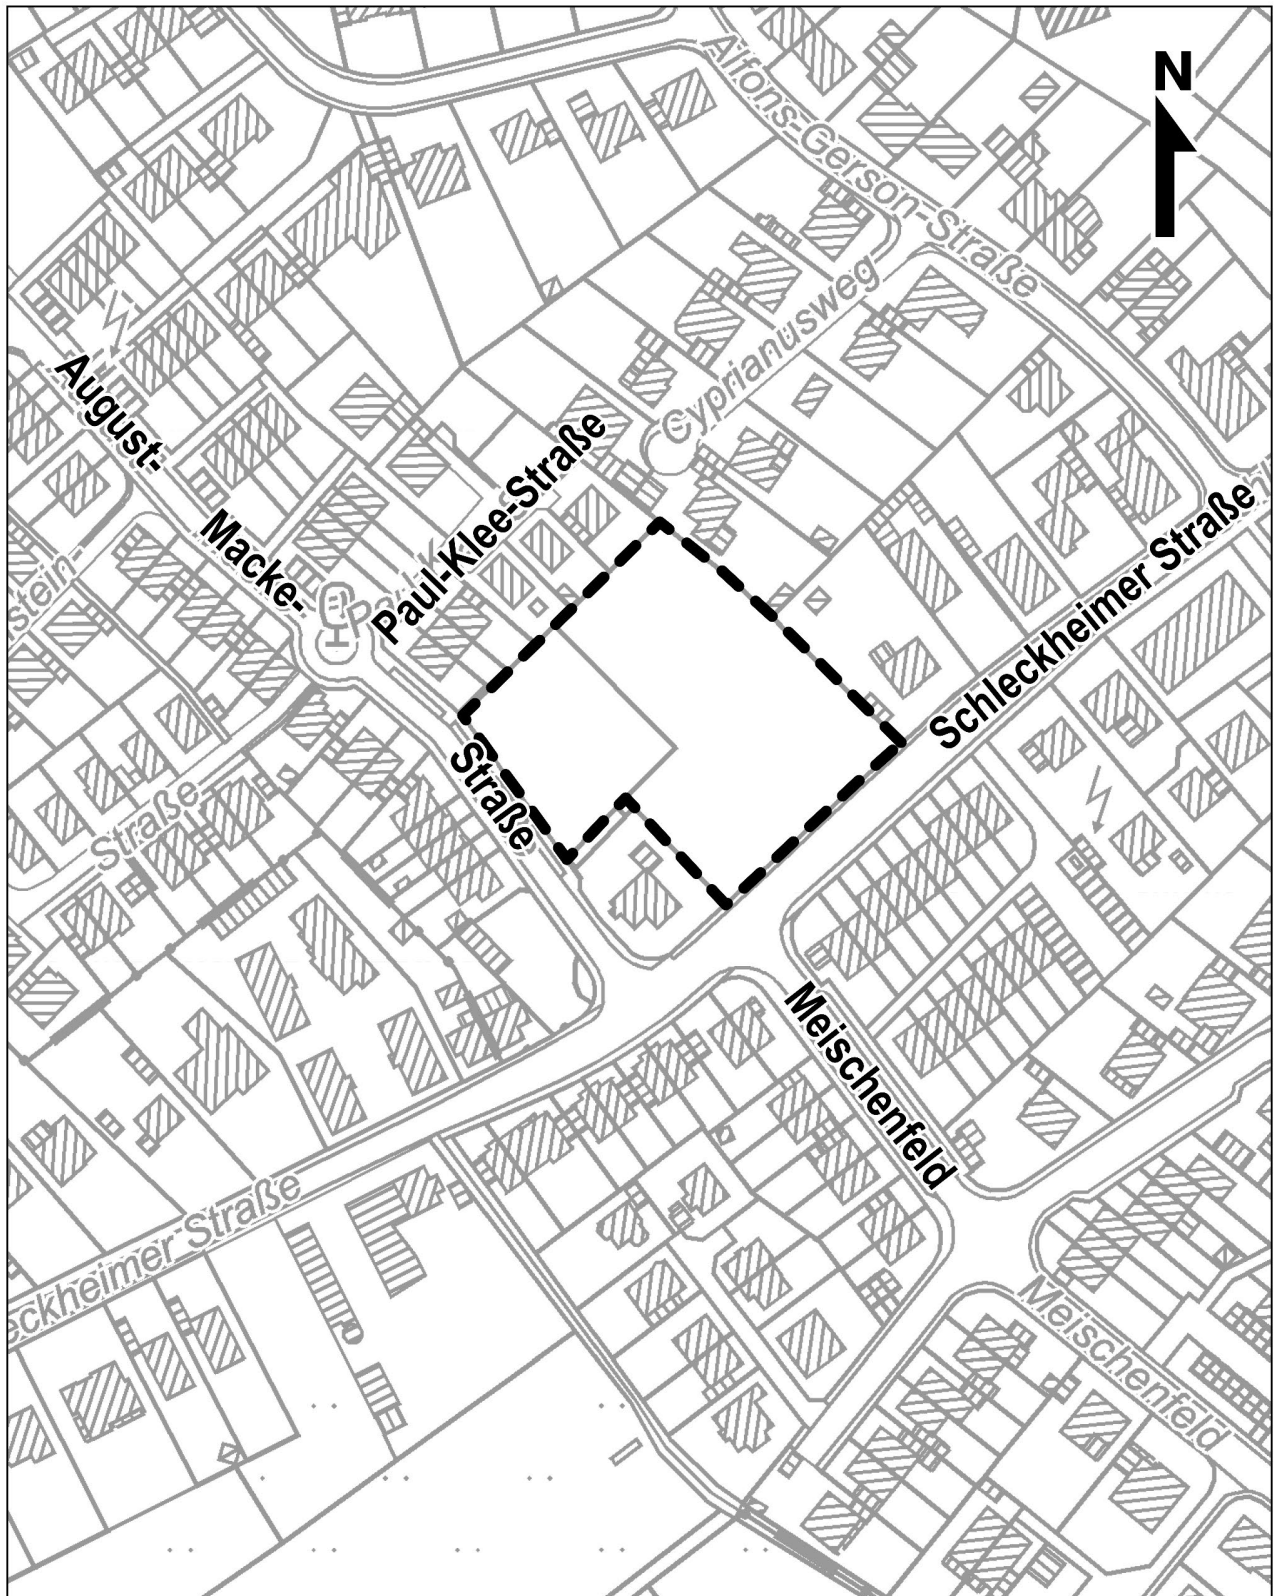 N
Alfons-Gerson-Straße
Cyprianusweg
August-
Macke-
Straße
Paul-Klee-Straße
Schleckheimer Straße
stein
Straße
Meischenfeld
eckheimer Straße
Meischenfeld